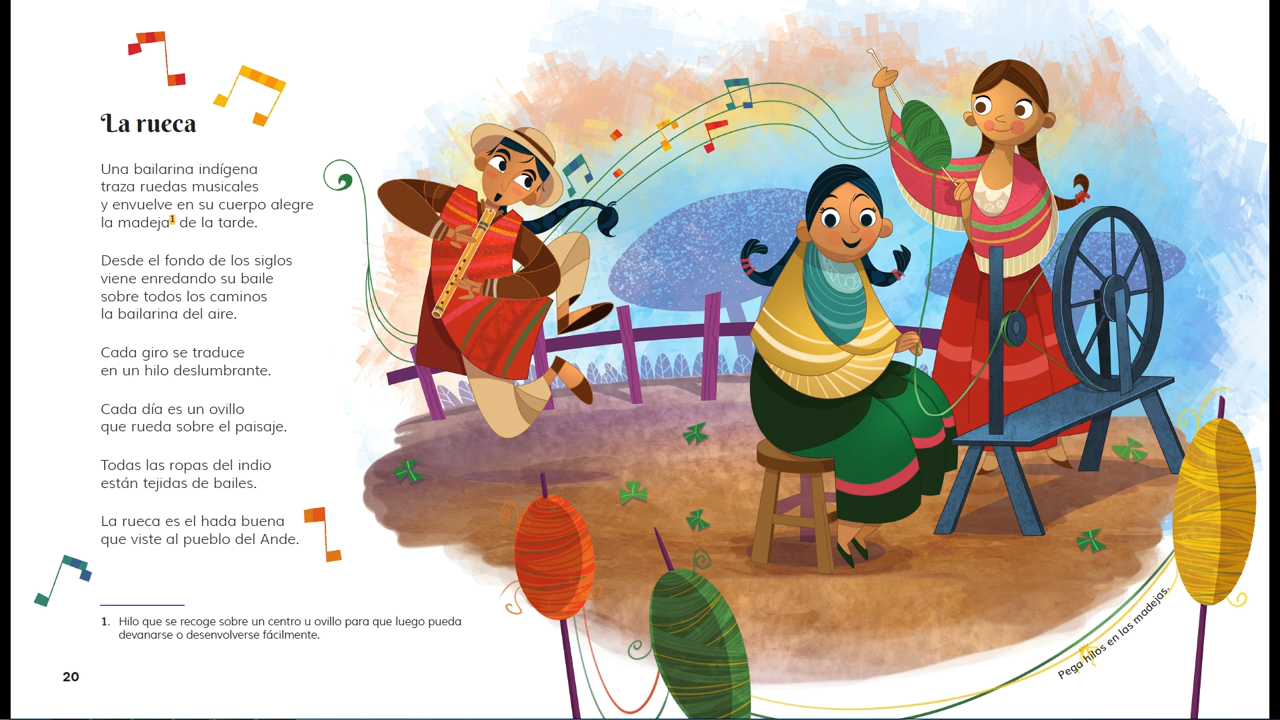 La rueca
Una bailarina indígena
traza ruedas musicales
y envuelve en su cuerpo alegre
la madeja1 de la tarde.
Desde el fondo de los siglos
viene enredando su baile
sobre todos los caminos
la bailarina del aire.
Cada giro se traduce
en un hilo deslumbrante.
Cada día es un ovillo
que rueda sobre el paisaje.
Todas las ropas del indio
están tejidas de bailes.
La rueca es el hada buena
que viste al pueblo del Ande.
1. Hilo que se recoge sobre un centro u ovillo para que luego pueda
devanarse o desenvolverse fácilmente.
20
Pega hilos en las madejas.